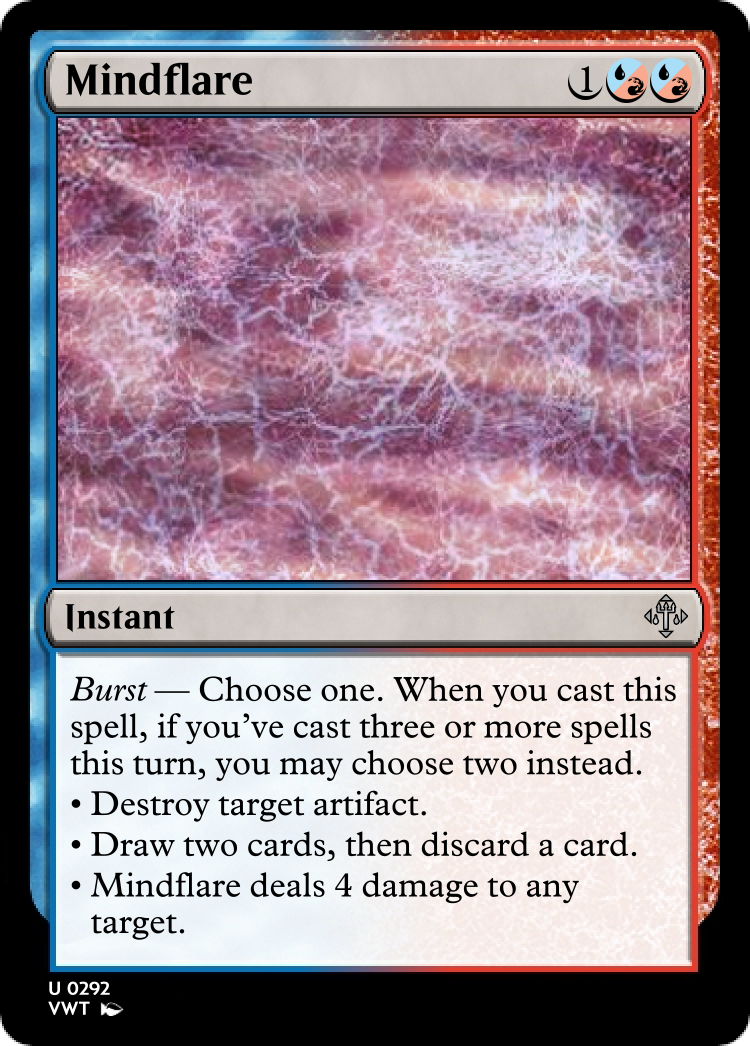 Mindflare 1
Instant
Burst — Choose one. When you cast this
spell, if you've cast three or more spells
this turn, you may choose two instead.
• Destroy target artifact.
• Draw two cards, then discard a card.
• Mindflare deals 4 damage to any
target.
U 0292
VWT